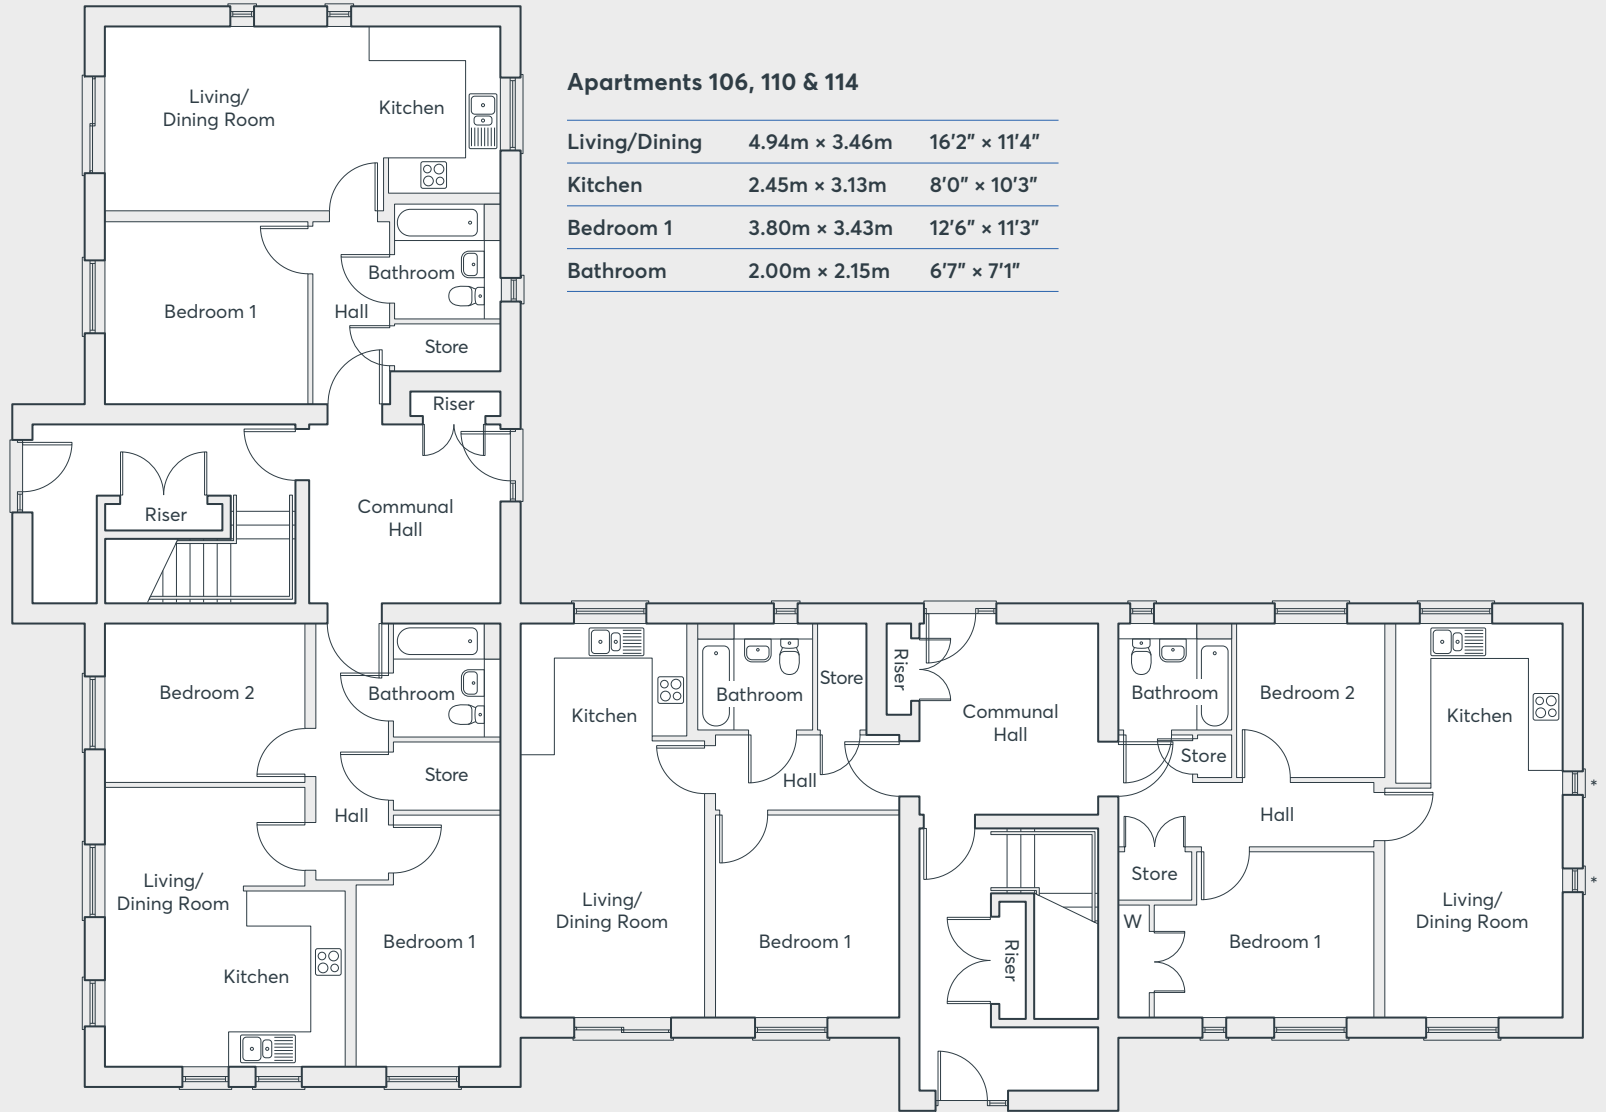 Living/
Dining Room
Kitchen
Apartments 106, 110 & 114
Living/Dining 4.94m × 3.46m 16’2” × 11’4”
Kitchen 2.45m × 3.13m 8’0” × 10’3”
Bedroom 1 3.80m × 3.43m 12’6” × 11’3”
Bathroom 2.00m × 2.15m 6’7” × 7’1”
Bathroom
Bedroom 1
Hall
Store
Riser
Riser
Communal
Hall
Bedroom 2
Bathroom
Store
Hall
Living/
Dining Room
Kitchen
Bedroom 1
Kitchen
Bathroom
Store
Hall
Living/
Dining Room
Bedroom 1
Riser
Communal
Hall
Riser
Bathroom
Store
Bedroom 2
Kitchen
*
Hall
Store
W
Bedroom 1
Living/
Dining Room
*